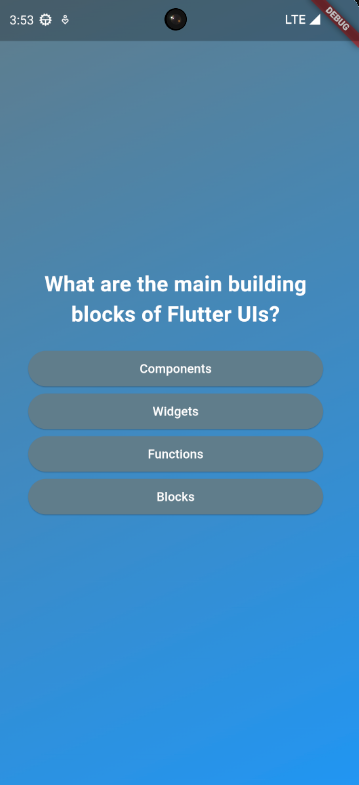 3:53 LTE DEBUG
What are the main building
blocks of Flutter UIs?
Components
Widgets
Functions
Blocks